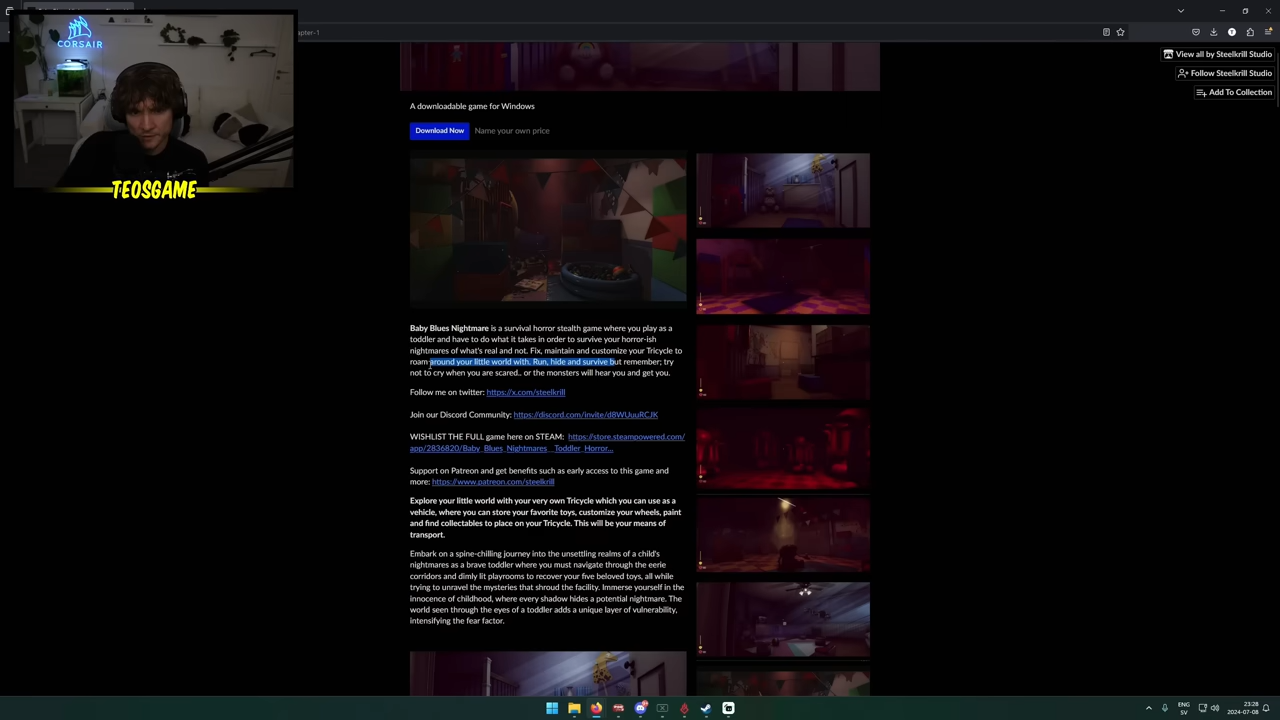 CORSAIR
TEOSGAME
apter-1
View all by Steelkrill Studio
Follow Steelkrill Studio
Add To Collection
A downloadable game for Windows
Download Now Name your own price
Baby Blues Nightmare is a survival horror stealth game where you play as a
toddler and have to do what it takes in order to survive your horror-ish
nightmares of what's real and not. Fix, maintain and customize your Tricycle to
roam around your little world with. Run, hide and survive but remember; try
not to cry when you are scared.. or the monsters will hear you and get you.
Follow me on twitter: https://x.com/steelkrill
Join our Discord Community: https://discord.com/invite/d8WUuuRCJK
WISHLIST THE FULL game here on STEAM: https://store.steampowered.com/
app/2836820/Baby_Blues_Nightmares__Toddler_Horror...
Support on Patreon and get benefits such as early access to this game and
more: https://www.patreon.com/steelkrill
Explore your little world with your very own Tricycle which you can use as a
vehicle, where you can store your favorite toys, customize your wheels, paint
and find collectables to place on your Tricycle. This will be your means of
transport.
Embark on a spine-chilling journey into the unsettling realms of a child's
nightmares as a brave toddler where you must navigate through the eerie
corridors and dimly lit playrooms to recover your five beloved toys, all while
trying to unravel the mysteries that shroud the facility. Immerse yourself in the
innocence of childhood, where every shadow hides a potential nightmare. The
world seen through the eyes of a toddler adds a unique layer of vulnerability,
intensifying the fear factor.
ENG
SV
23:28
2024-07-08